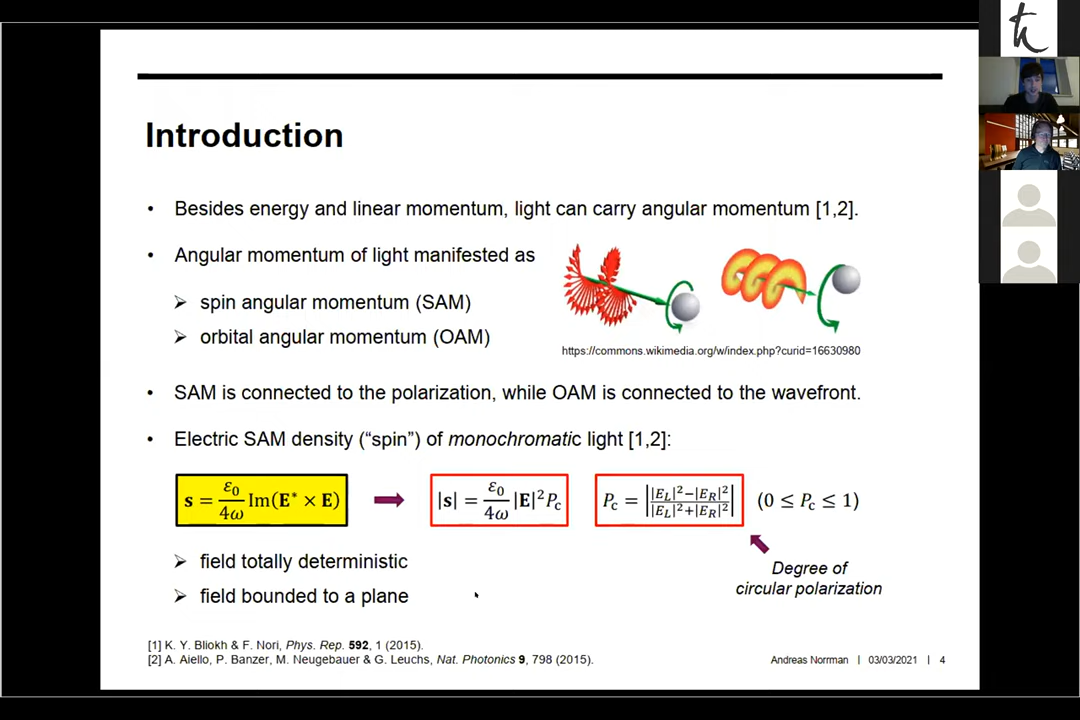 Introduction
• Besides energy and linear momentum, light can carry angular momentum [1,2].
• Angular momentum of light manifested as
➢ spin angular momentum (SAM)
➢ orbital angular momentum (OAM)
https://commons.wikimedia.org/w/index.php?curid=16630980
• SAM is connected to the polarization, while OAM is connected to the wavefront.
• Electric SAM density (“spin”) of monochromatic light [1,2]:
s = ε₀/4ω Im(E* × E) |s| = ε₀/4ω |E|²P_c P_c = ||E_L|²−|E_R|²/|E_L|²+|E_R|²| (0 ≤ P_c ≤ 1)
➢ field totally deterministic
➢ field bounded to a plane
Degree of
circular polarization
[1] K. Y. Bliokh & F. Nori, Phys. Rep. 592, 1 (2015).
[2] A. Aiello, P. Banzer, M. Neugebauer & G. Leuchs, Nat. Photonics 9, 798 (2015).
Andreas Norrman | 03/03/2021 | 4